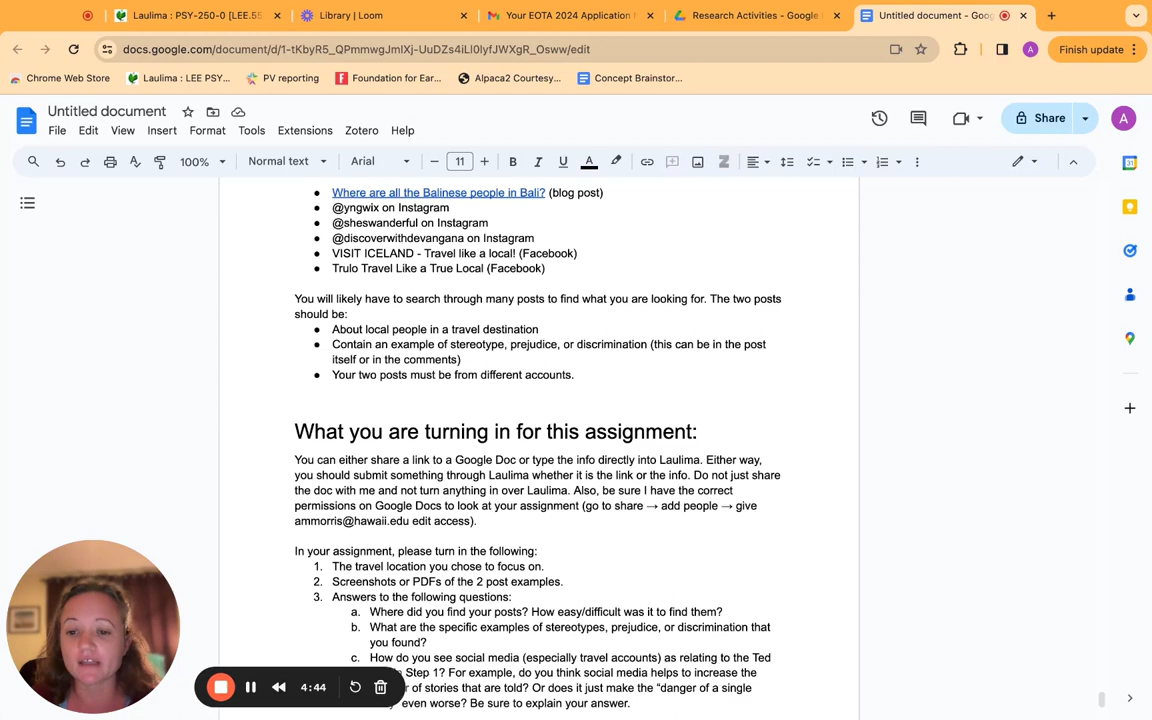 Laulima : PSY-250-0 [LEE.55
Library | Loom
Your EOTA 2024 Application
Research Activities - Google
Untitled document - Goog
docs.google.com/document/d/1-tKbyR5_QPmmwgJmlXj-UuDZs4iLl0lyfJWXgR_Osww/edit
A
Finish update
Chrome Web Store
Laulima : LEE PSY...
PV reporting
Foundation for Ear...
Alpaca2 Courtesy...
Concept Brainstor...
Untitled document
File Edit View Insert Format Tools Extensions Zotero Help
Share
A
100%
Normal text
Arial
11
B I U A
Where are all the Balinese people in Bali? (blog post)
@yngwix on Instagram
@sheswanderful on Instagram
@discoverwithdevangana on Instagram
VISIT ICELAND - Travel like a local! (Facebook)
Trulo Travel Like a True Local (Facebook)
You will likely have to search through many posts to find what you are looking for. The two posts
should be:
About local people in a travel destination
Contain an example of stereotype, prejudice, or discrimination (this can be in the post
itself or in the comments)
Your two posts must be from different accounts.
What you are turning in for this assignment:
You can either share a link to a Google Doc or type the info directly into Laulima. Either way,
you should submit something through Laulima whether it is the link or the info. Do not just share
the doc with me and not turn anything in over Laulima. Also, be sure I have the correct
permissions on Google Docs to look at your assignment (go to share → add people → give
ammorris@hawaii.edu edit access).
In your assignment, please turn in the following:
1. The travel location you chose to focus on.
2. Screenshots or PDFs of the 2 post examples.
3. Answers to the following questions:
a. Where did you find your posts? How easy/difficult was it to find them?
b. What are the specific examples of stereotypes, prejudice, or discrimination that
you found?
c. How do you see social media (especially travel accounts) as relating to the Ted
Step 1? For example, do you think social media helps to increase the
of stories that are told? Or does it just make the "danger of a single
even worse? Be sure to explain your answer.
4:44